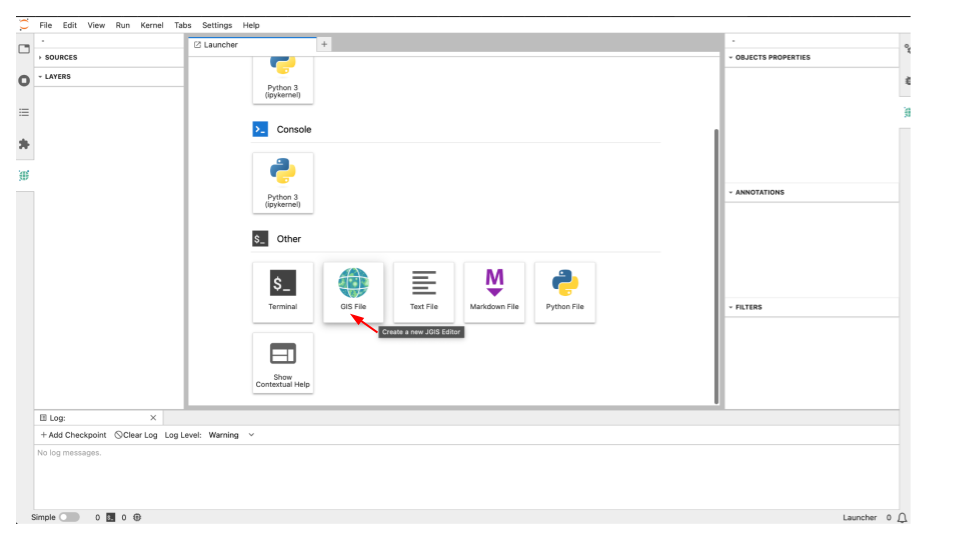 File Edit View Run Kernel Tabs Settings Help
-
Launcher
+
-
SOURCES
OBJECTS PROPERTIES
LAYERS
Python 3
(ipykernel)
Console
Python 3
(ipykernel)
ANNOTATIONS
$_ Other
$_
M
Terminal
GIS File
Text File
Markdown File
Python File
FILTERS
Create a new JGIS Editor
Show
Contextual Help
Log:
+ Add Checkpoint Clear Log Log Level: Warning
No log messages.
Simple 0 0 Launcher 0